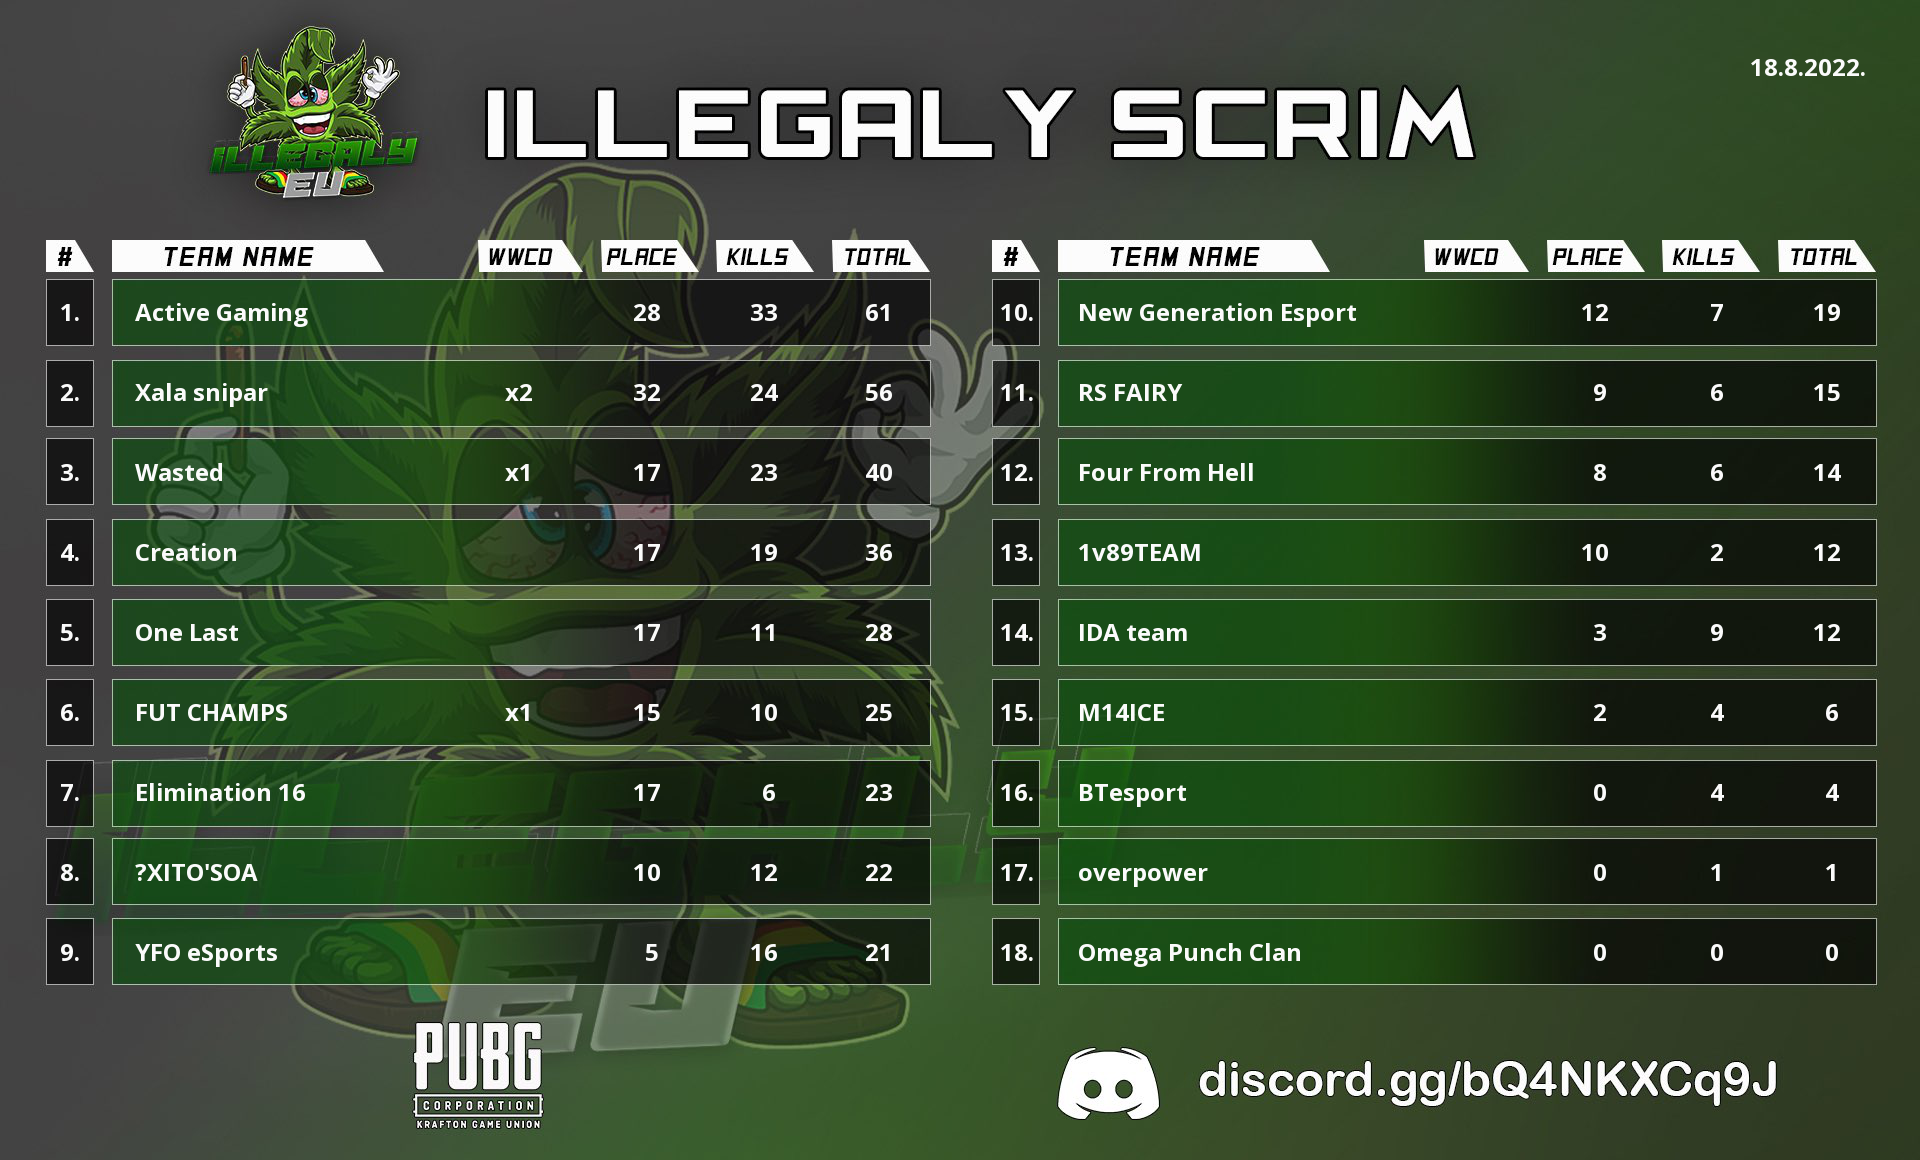 ILLEGALY
EU
ILLEGALY SCRIM
18.8.2022.
# TEAM NAME WWCD PLACE KILLS TOTAL
1. Active Gaming 28 33 61
2. Xala snipar x2 32 24 56
3. Wasted x1 17 23 40
4. Creation 17 19 36
5. One Last 17 11 28
6. FUT CHAMPS x1 15 10 25
7. Elimination 16 17 6 23
8. ?XITO'SOA 10 12 22
9. YFO eSports 5 16 21
# TEAM NAME WWCD PLACE KILLS TOTAL
10. New Generation Esport 12 7 19
11. RS FAIRY 9 6 15
12. Four From Hell 8 6 14
13. 1v89TEAM 10 2 12
14. IDA team 3 9 12
15. M14ICE 2 4 6
16. BTesport 0 4 4
17. overpower 0 1 1
18. Omega Punch Clan 0 0 0
ILLEGALY
EU
PUBG
CORPORATION
KRAFTON GAME UNION
discord.gg/bQ4NKXCq9J